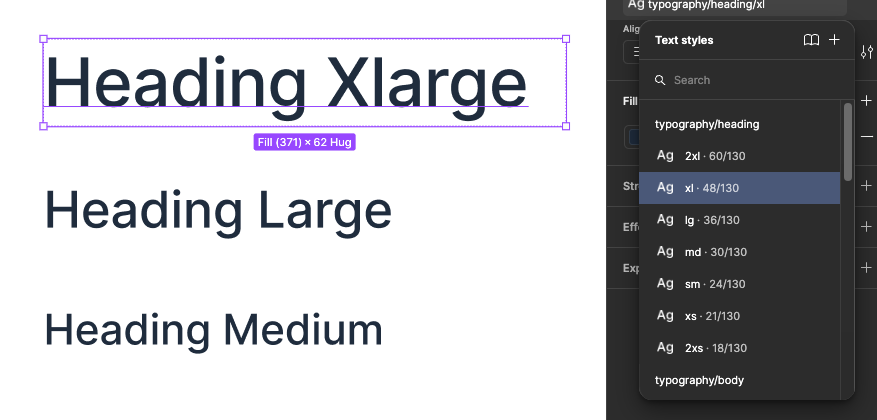 Heading Xlarge
Fill (371) × 62 Hug
Heading Large
Heading Medium
Ag typography/heading/xl
Text styles
Search
Fill
typography/heading
Ag 2xl · 60/130
Ag xl · 48/130
Ag lg · 36/130
Ag md · 30/130
Ag sm · 24/130
Ag xs · 21/130
Ag 2xs · 18/130
typography/body